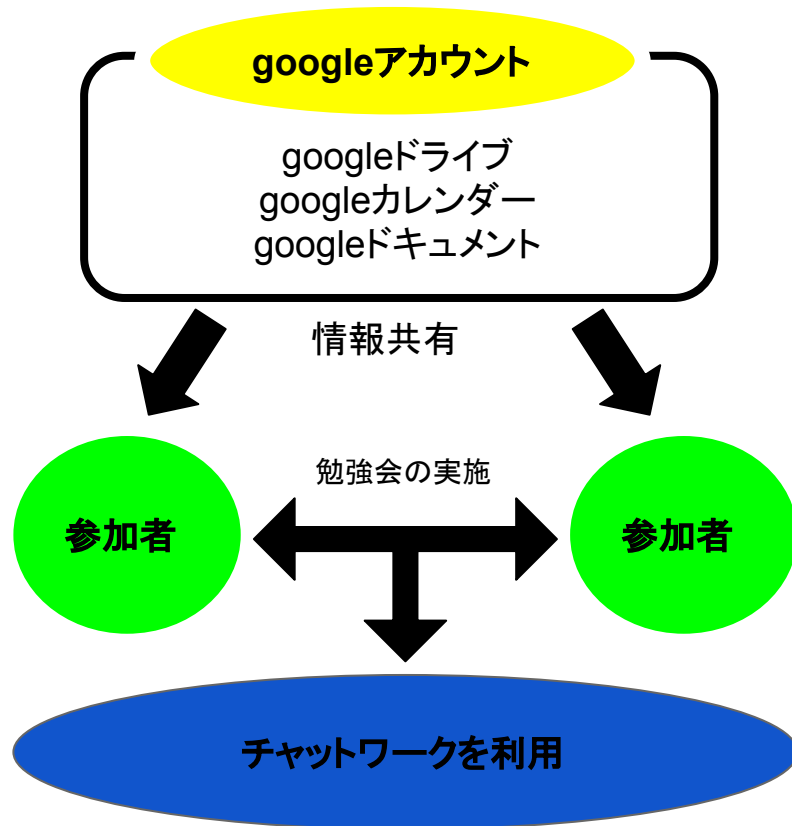 googleアカウント
googleドライブ
googleカレンダー
googleドキュメント
情報共有
勉強会の実施
参加者
参加者
チャットワークを利用